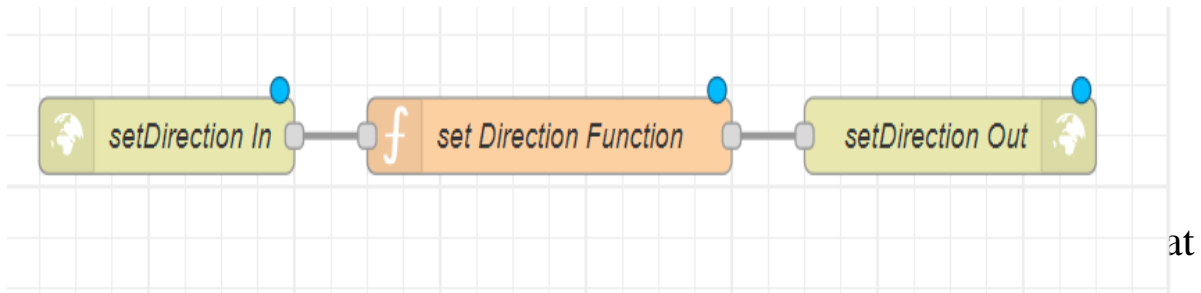 setDirection In
set Direction Function
setDirection Out
at